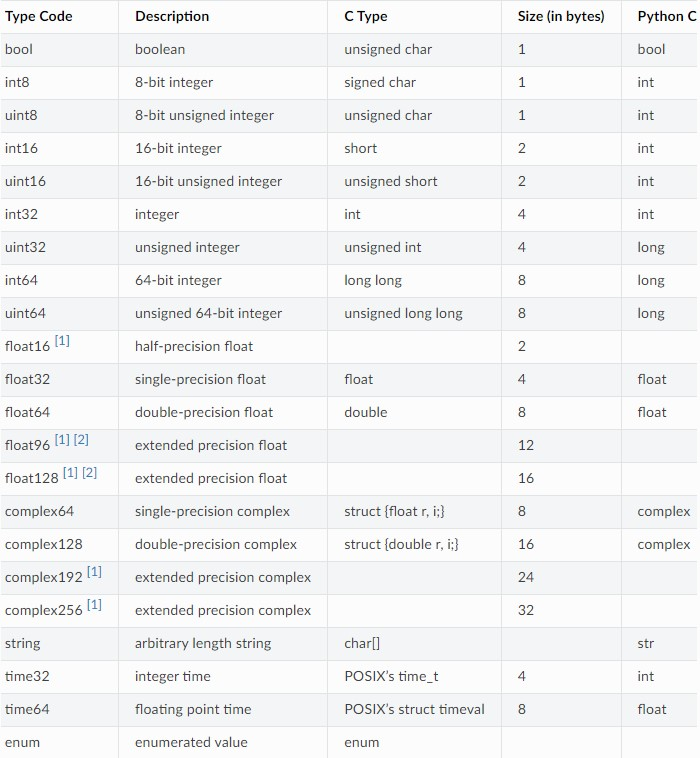 Type Code Description C Type Size (in bytes) Python C
bool boolean unsigned char 1 bool
int8 8-bit integer signed char 1 int
uint8 8-bit unsigned integer unsigned char 1 int
int16 16-bit integer short 2 int
uint16 16-bit unsigned integer unsigned short 2 int
int32 integer int 4 int
uint32 unsigned integer unsigned int 4 long
int64 64-bit integer long long 8 long
uint64 unsigned 64-bit integer unsigned long long 8 long
float16 [1] half-precision float 2
float32 single-precision float float 4 float
float64 double-precision float double 8 float
float96 [1] [2] extended precision float 12
float128 [1] [2] extended precision float 16
complex64 single-precision complex struct {float r, i;} 8 complex
complex128 double-precision complex struct {double r, i;} 16 complex
complex192 [1] extended precision complex 24
complex256 [1] extended precision complex 32
string arbitrary length string char[] str
time32 integer time POSIX’s time_t 4 int
time64 floating point time POSIX’s struct timeval 8 float
enum enumerated value enum